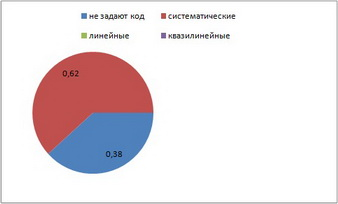 не задают код систематические
линейные квазилинейные
0,62
0,38